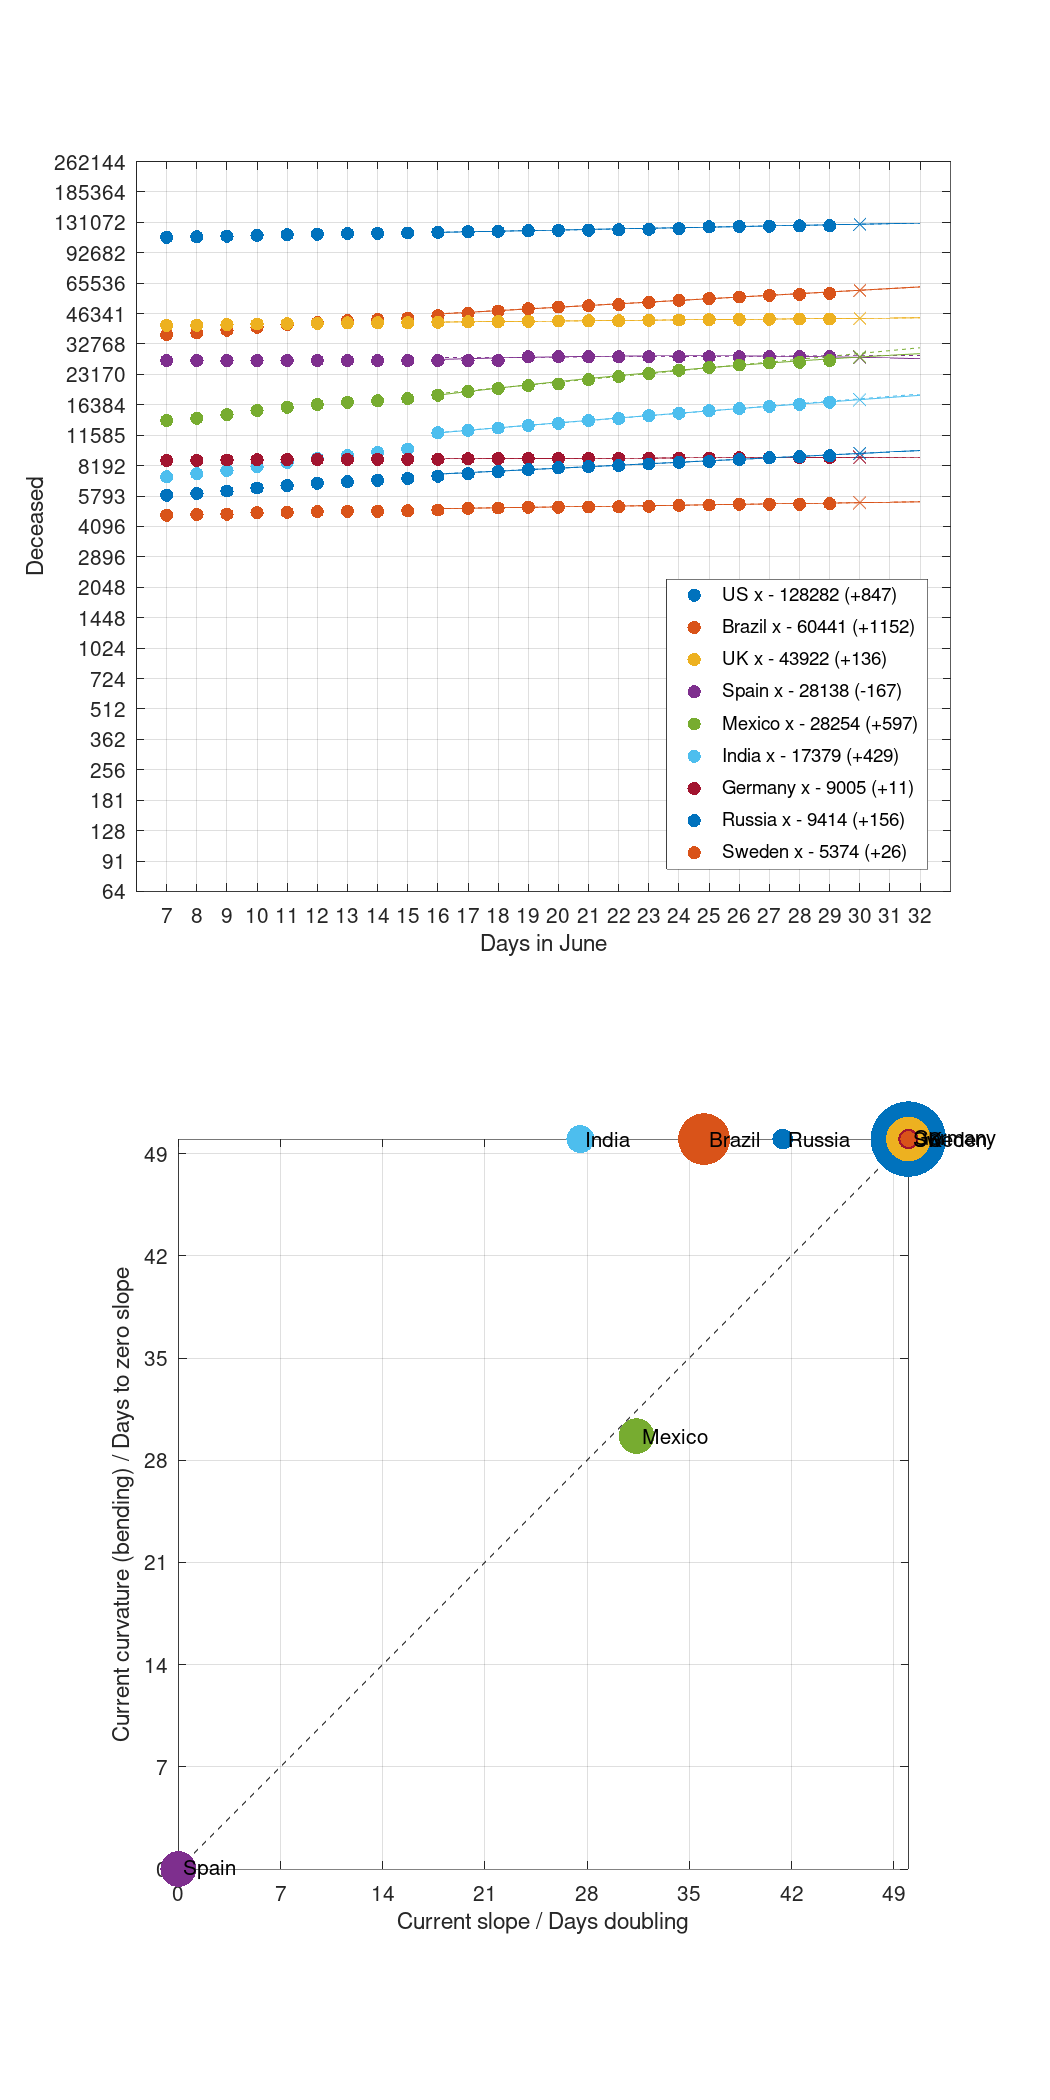 262144
185364
131072
92682
65536
46341
32768
23170
16384
11585
8192
5793
4096
2896
2048
1448
1024
724
512
362
256
181
128
91
64
Deceased
US x - 128282 (+847)
Brazil x - 60441 (+1152)
UK x - 43922 (+136)
Spain x - 28138 (-167)
Mexico x - 28254 (+597)
India x - 17379 (+429)
Germany x - 9005 (+11)
Russia x - 9414 (+156)
Sweden x - 5374 (+26)
7 8 9 10 11 12 13 14 15 16 17 18 19 20 21 22 23 24 25 26 27 28 29 30 31 32
Days in June
India Brazil Russia Germany Sweden
49
42
35
28
21
14
7
0
Current curvature (bending) / Days to zero slope
Mexico
Spain
0 7 14 21 28 35 42 49
Current slope / Days doubling